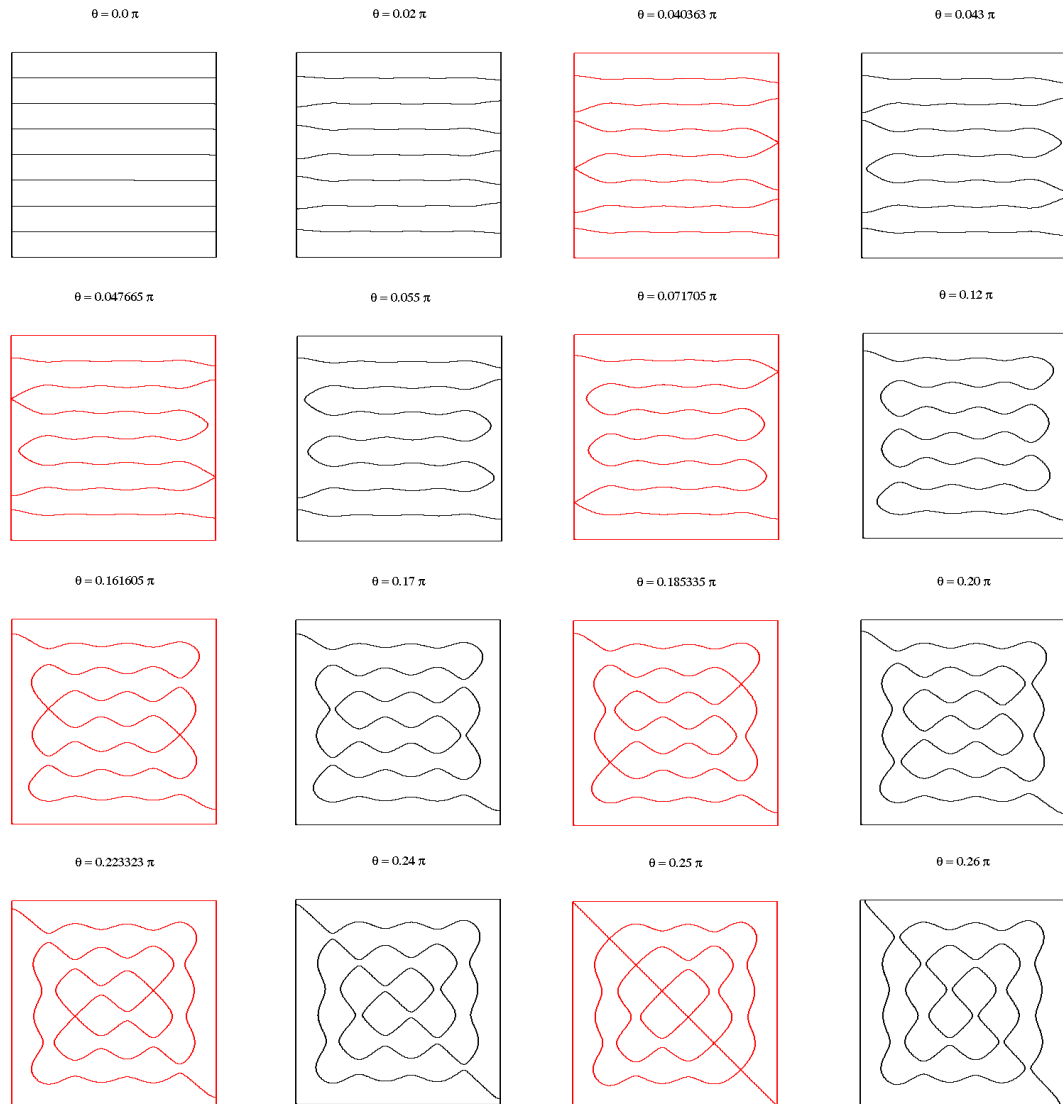 θ = 0.0 π
θ = 0.02 π
θ = 0.040363 π
θ = 0.043 π
θ = 0.047665 π
θ = 0.055 π
θ = 0.071705 π
θ = 0.12 π
θ = 0.161605 π
θ = 0.17 π
θ = 0.185335 π
θ = 0.20 π
θ = 0.223323 π
θ = 0.24 π
θ = 0.25 π
θ = 0.26 π